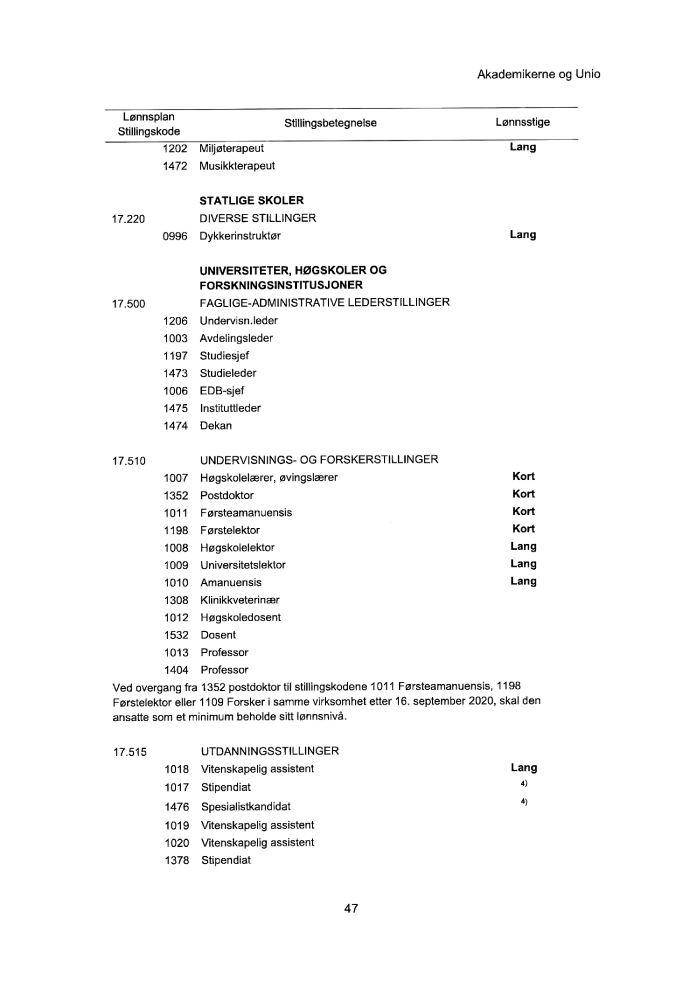 Akademikerne og Unio
Lønnsplan
Stillingskode Stillingsbetegnelse Lønnsstige
1202 Miljøterapeut Lang
1472 Musikkterapeut
STATLIGE SKOLER
17.220 DIVERSE STILLINGER
0996 Dykkerinstruktør Lang
UNIVERSITETER, HØGSKOLER OG
FORSKNINGSINSTITUSJONER
17.500 FAGLIGE-ADMINISTRATIVE LEDERSTILLINGER
1206 Undervisn.leder
1003 Avdelingsleder
1197 Studiesjef
1473 Studieleder
1006 EDB-sjef
1475 Instituttleder
1474 Dekan
17.510 UNDERVISNINGS- OG FORSKERSTILLINGER
1007 Høgskolelærer, øvingslærer Kort
1352 Postdoktor Kort
1011 Førsteamanuensis Kort
1198 Førstelektor Kort
1008 Høgskolelektor Lang
1009 Universitetslektor Lang
1010 Amanuensis Lang
1308 Klinikkveterinær
1012 Høgskoledosent
1532 Dosent
1013 Professor
1404 Professor
Ved overgang fra 1352 postdoktor til stillingskodene 1011 Førsteamanuensis, 1198
Førstelektor eller 1109 Forsker i samme virksomhet etter 16. september 2020, skal den
ansatte som et minimum beholde sitt lønnsnivå.
17.515 UTDANNINGSSTILLINGER
1018 Vitenskapelig assistent Lang
1017 Stipendiat 4)
1476 Spesialistkandidat 4)
1019 Vitenskapelig assistent
1020 Vitenskapelig assistent
1378 Stipendiat
47